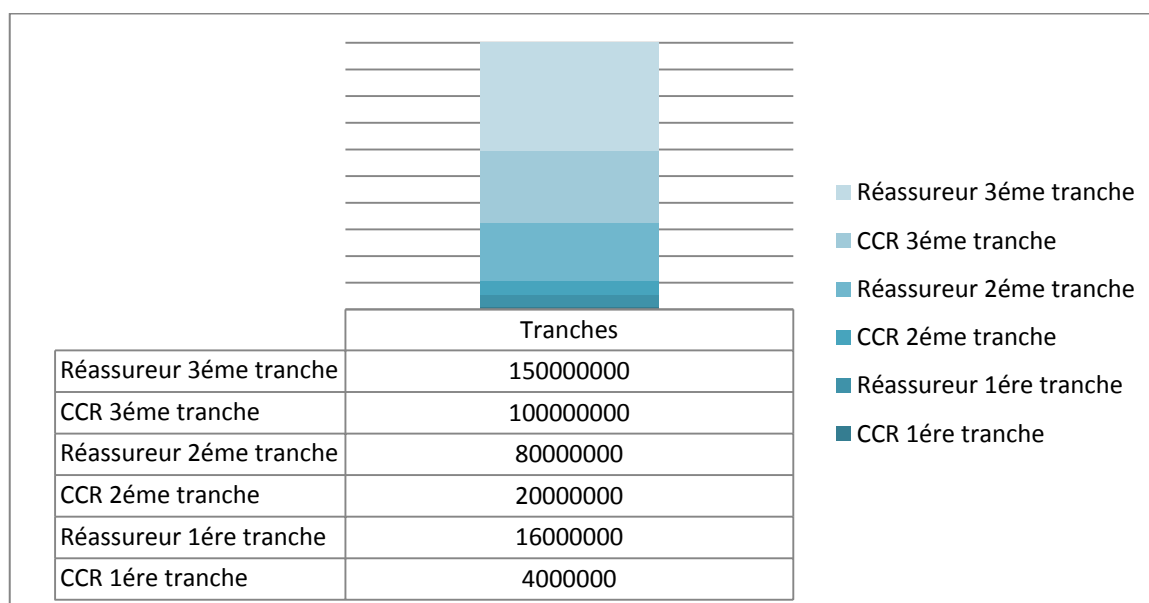 Réassureur 3éme tranche
CCR 3éme tranche
Réassureur 2éme tranche
CCR 2éme tranche
Réassureur 1ére tranche
CCR 1ére tranche
Tranches
Réassureur 3éme tranche 150000000
CCR 3éme tranche 100000000
Réassureur 2éme tranche 80000000
CCR 2éme tranche 20000000
Réassureur 1ére tranche 16000000
CCR 1ére tranche 4000000